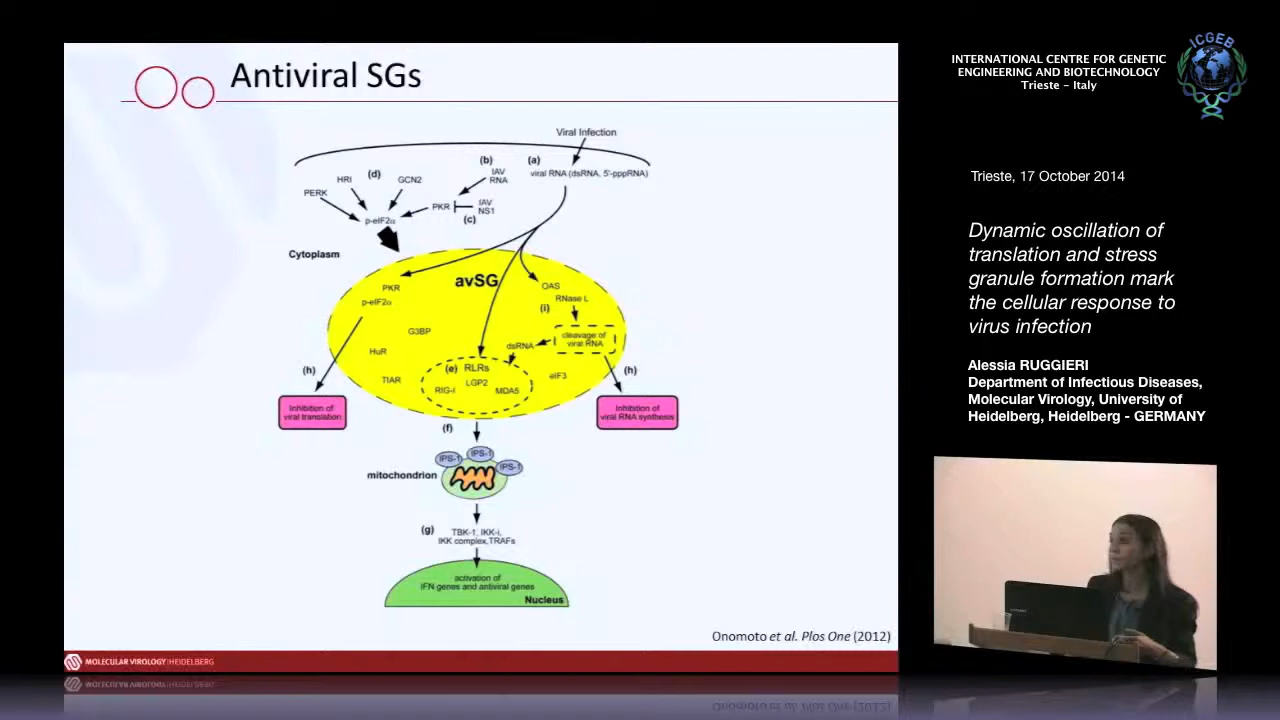 Antiviral SGs
Viral Infection
(a)
viral RNA (dsRNA, 5'-pppRNA)
(b)
IAV
RNA
(d)
HRI
GCN2
PERK
PKR
IAV
NS1
(c)
p-eIF2α
Cytoplasm
avSG
PKR
p-eIF2α
OAS
RNase L
(i)
G3BP
cleavage of
viral RNA
dsRNA
HuR
(e) RLRs
TIAR
LGP2
RIG-I
MDA5
eIF3
(h)
(h)
Inhibition of
viral translation
Inhibition of
viral RNA synthesis
(f)
IPS-1
IPS-1
IPS-1
mitochondrion
(g)
TBK-1, IKK-i,
IKK complex,TRAFs
activation of
IFN genes and antiviral genes
Nucleus
Onomoto et al. Plos One (2012)
MOLECULAR VIROLOGY|HEIDELBERG
INTERNATIONAL CENTRE FOR GENETIC
ENGINEERING AND BIOTECHNOLOGY
Trieste - Italy
ICGEB
Trieste, 17 October 2014
Dynamic oscillation of
translation and stress
granule formation mark
the cellular response to
virus infection
Alessia RUGGIERI
Department of Infectious Diseases,
Molecular Virology, University of
Heidelberg, Heidelberg - GERMANY